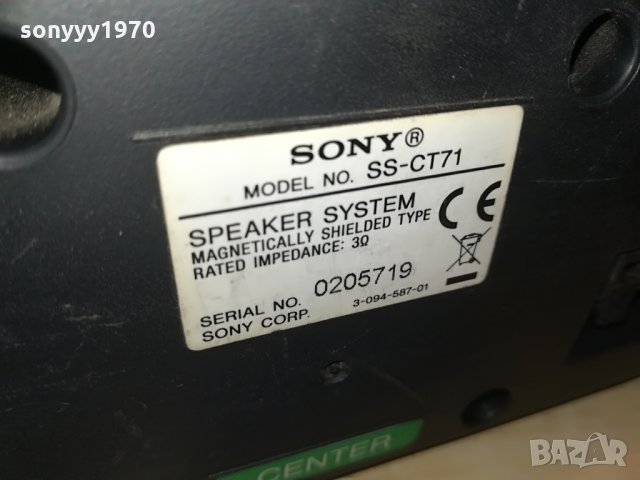 sonyyy1970
SONY®
MODEL NO. SS-CT71
SPEAKER SYSTEM
MAGNETICALLY SHIELDED TYPE
RATED IMPEDANCE: 3Ω
CE
SERIAL NO. 0205719
SONY CORP. 3-094-587-01
CENTER
BAZAR